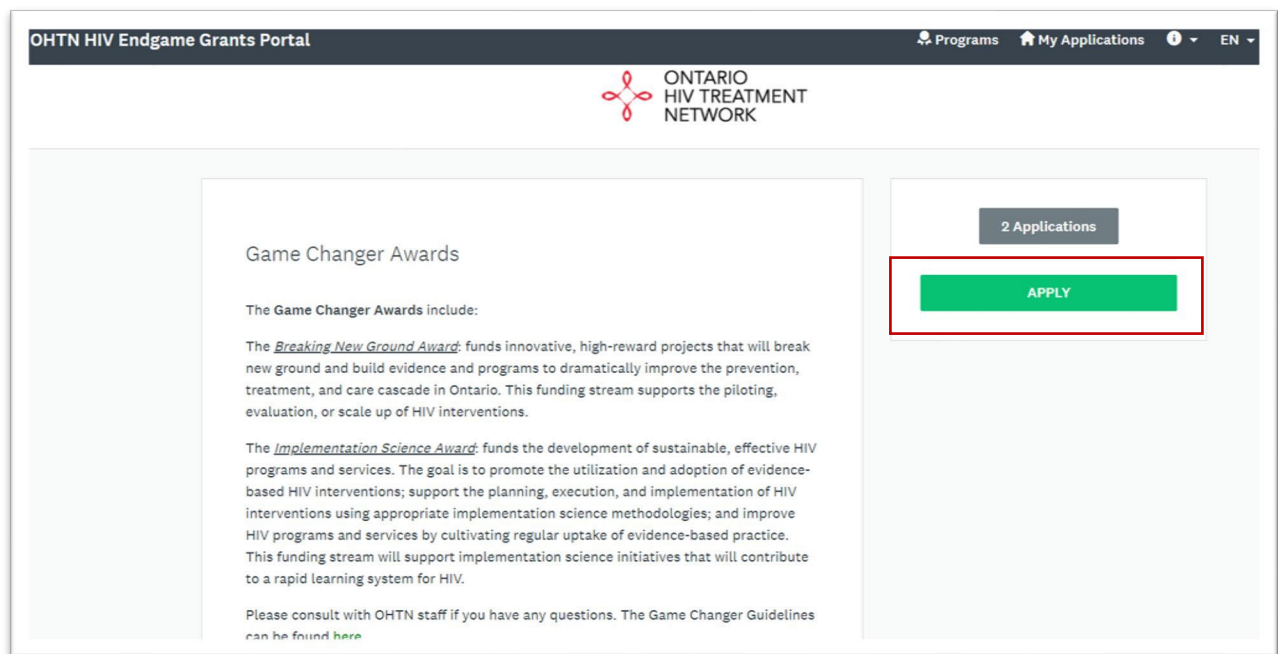 OHTN HIV Endgame Grants Portal
Programs
My Applications
EN
ONTARIO
HIV TREATMENT
NETWORK
2 Applications
APPLY
Game Changer Awards
The Game Changer Awards include:
The Breaking New Ground Award: funds innovative, high-reward projects that will break
new ground and build evidence and programs to dramatically improve the prevention,
treatment, and care cascade in Ontario. This funding stream supports the piloting,
evaluation, or scale up of HIV interventions.
The Implementation Science Award: funds the development of sustainable, effective HIV
programs and services. The goal is to promote the utilization and adoption of evidence-
based HIV interventions; support the planning, execution, and implementation of HIV
interventions using appropriate implementation science methodologies; and improve
HIV programs and services by cultivating regular uptake of evidence-based practice.
This funding stream will support implementation science initiatives that will contribute
to a rapid learning system for HIV.
Please consult with OHTN staff if you have any questions. The Game Changer Guidelines
can be found here